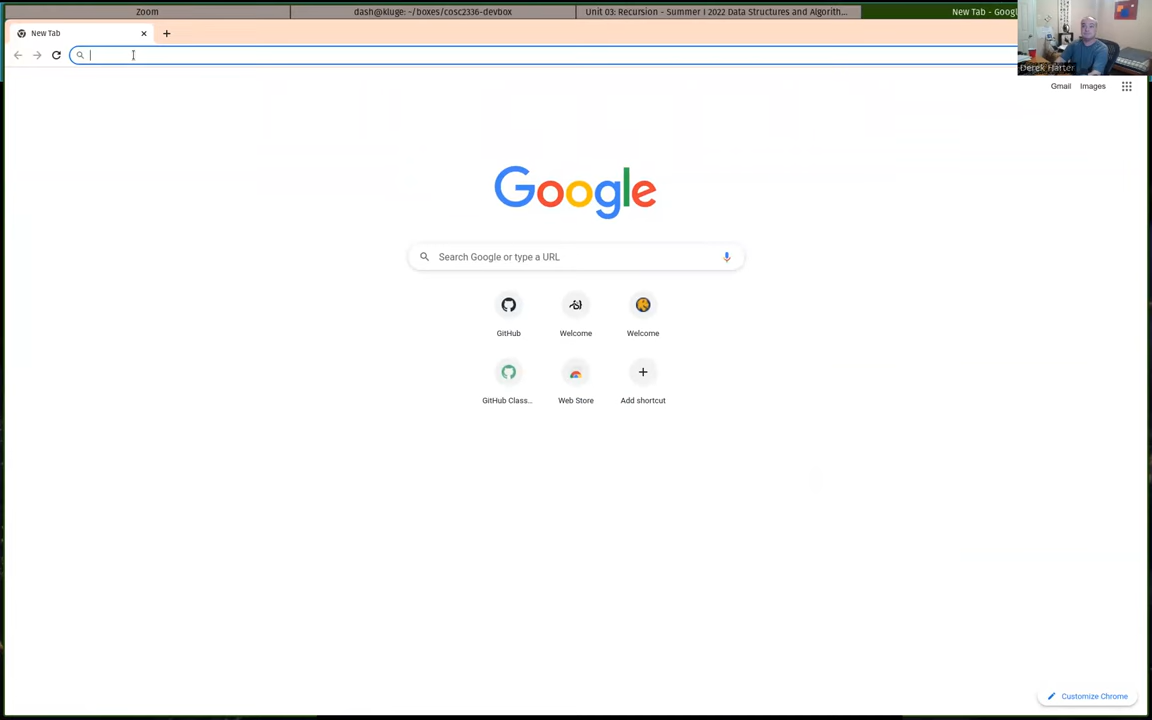 Zoom
dash@kluge: ~/boxes/cosc2336-devbox
Unit 03: Recursion - Summer I 2022 Data Structures and Algorith...
New Tab - Googl
New Tab
Derek Harter
Gmail
Images
Google
Search Google or type a URL
GitHub
Welcome
Welcome
GitHub Class...
Web Store
Add shortcut
Customize Chrome